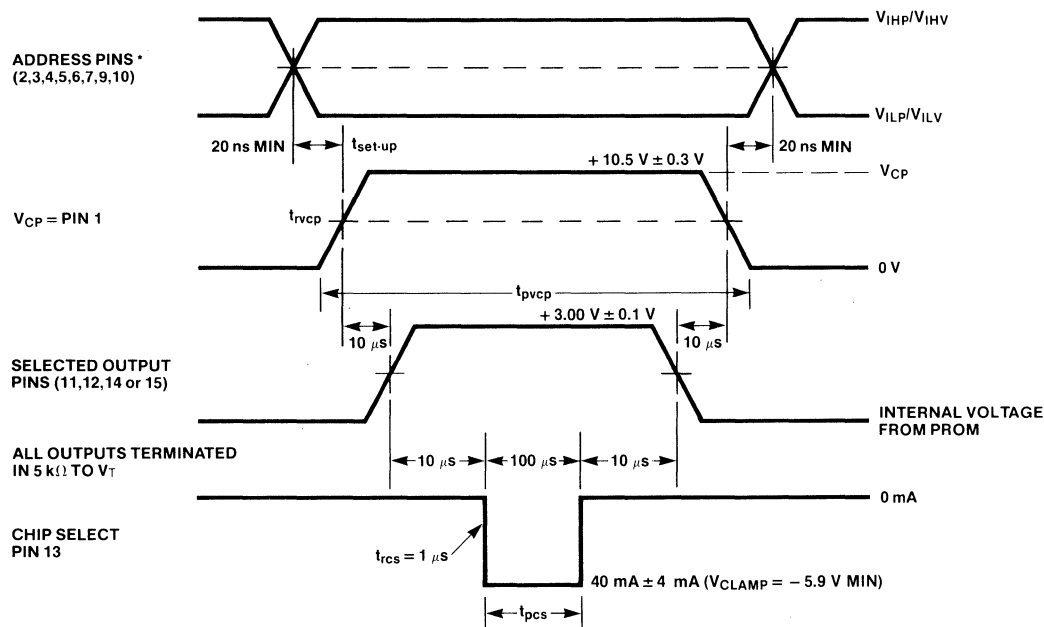 V_IHP/V_IHV
ADDRESS PINS *
(2,3,4,5,6,7,9,10)
V_ILP/V_ILV
20 ns MIN
t_set-up
20 ns MIN
+ 10.5 V ± 0.3 V
V_CP
V_CP = PIN 1
t_rvcp
0 V
t_pvcp
+ 3.00 V ± 0.1 V
10 μs
10 μs
SELECTED OUTPUT
PINS (11,12,14 or 15)
INTERNAL VOLTAGE
FROM PROM
ALL OUTPUTS TERMINATED
IN 5 kΩ TO V_T
10 μs
100 μs
10 μs
0 mA
CHIP SELECT
PIN 13
t_rcs = 1 μs
40 mA ± 4 mA (V_CLAMP = − 5.9 V MIN)
t_pcs